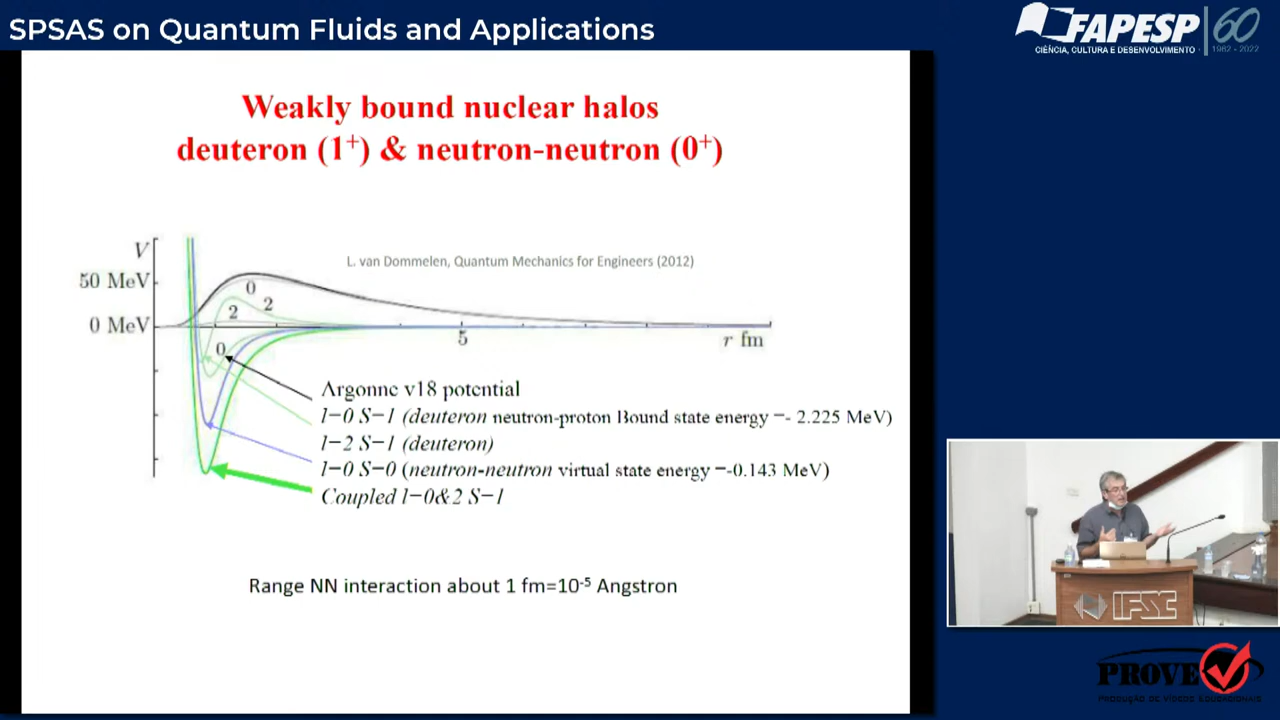 SPSAS on Quantum Fluids and Applications
FAPESP 60
CIÊNCIA, CULTURA E DESENVOLVIMENTO 1962 - 2022
Weakly bound nuclear halos
deuteron (1⁺) & neutron-neutron (0⁺)
V
L. van Dommelen, Quantum Mechanics for Engineers (2012)
50 MeV
0
2
2
0 MeV
5
r fm
0
Argonne v18 potential
l=0 S=1 (deuteron neutron-proton Bound state energy =- 2.225 MeV)
l=2 S=1 (deuteron)
l=0 S=0 (neutron-neutron virtual state energy =-0.143 MeV)
Coupled l=0&2 S=1
Range NN interaction about 1 fm=10⁻⁵ Angstron
IFSC
PROVE
PRODUÇÃO DE VÍDEOS EDUCACIONAIS